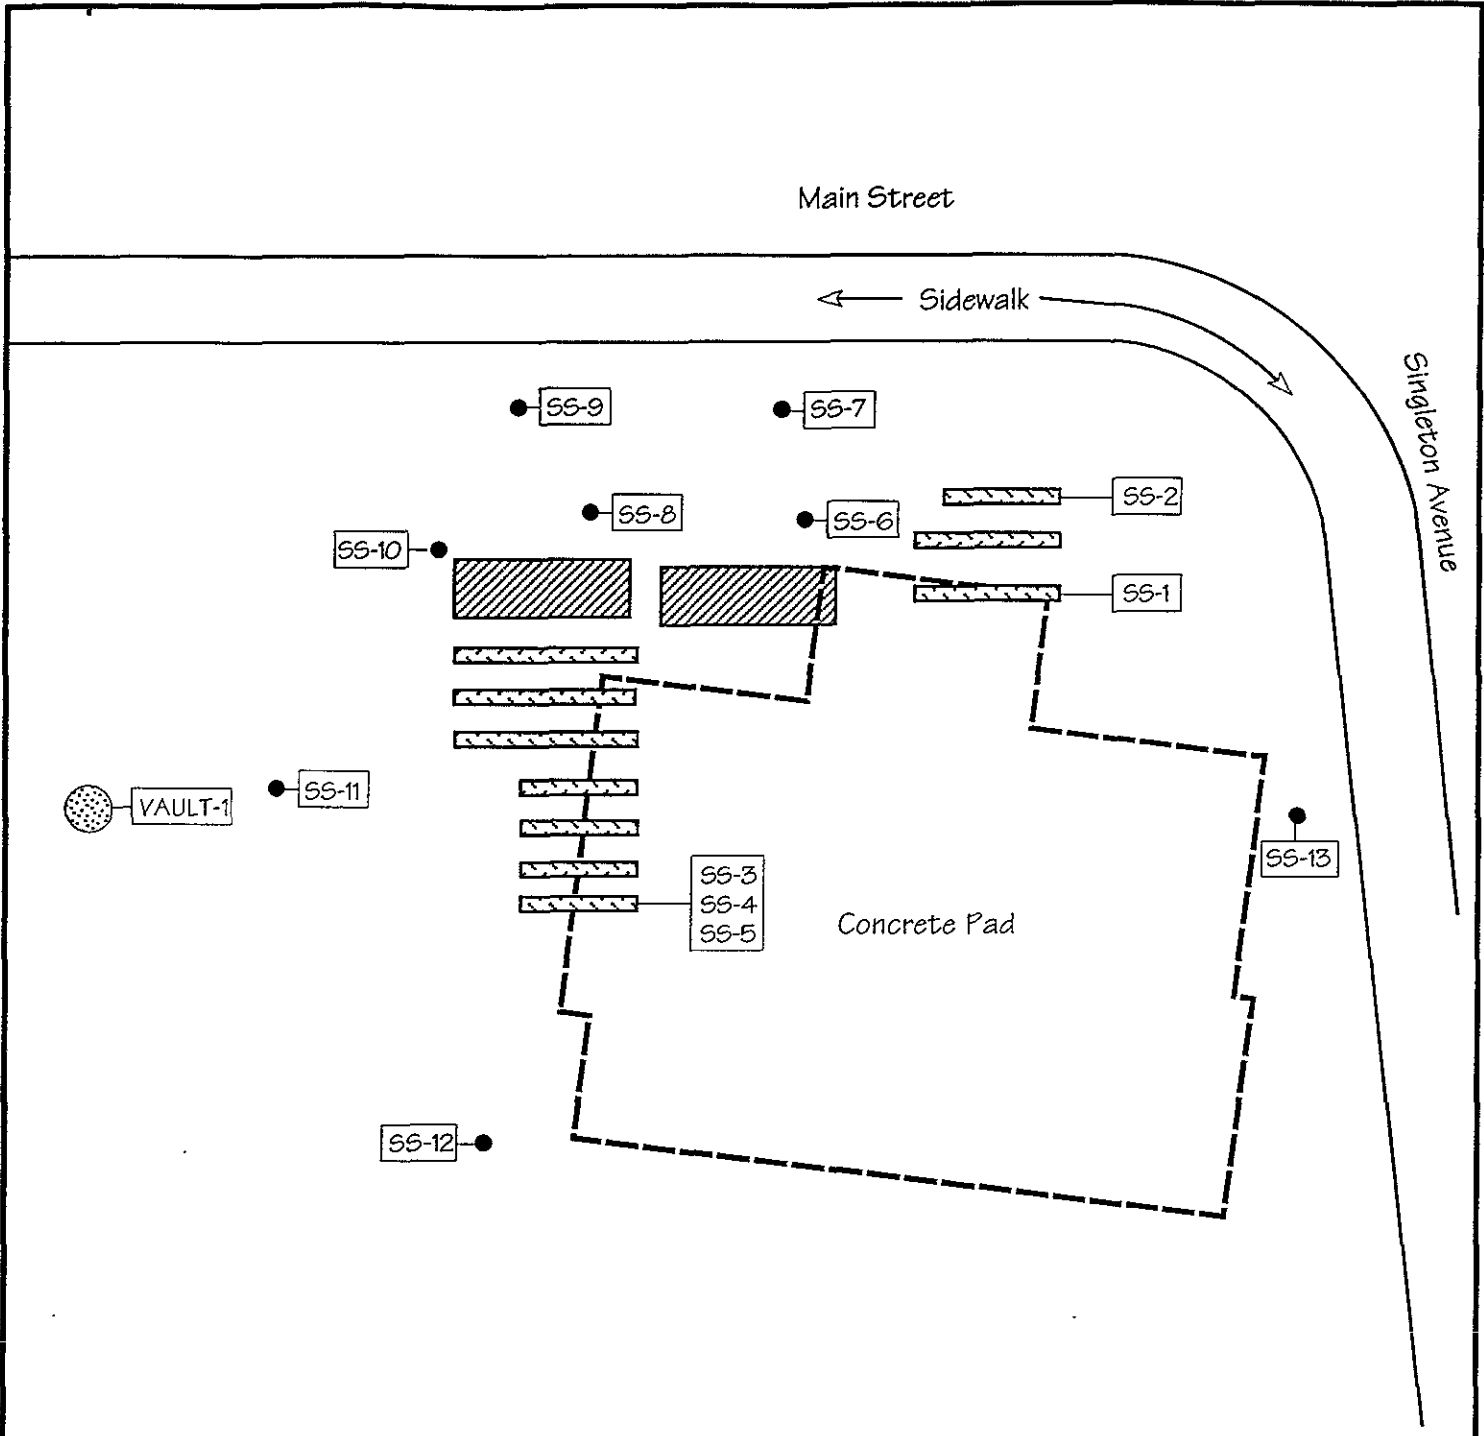 Main Street
Sidewalk
Singleton Avenue
SS-9
SS-7
SS-2
SS-8
SS-6
SS-10
SS-1
SS-11
VAULT-1
SS-13
SS-3
SS-4
SS-5
Concrete Pad
SS-12